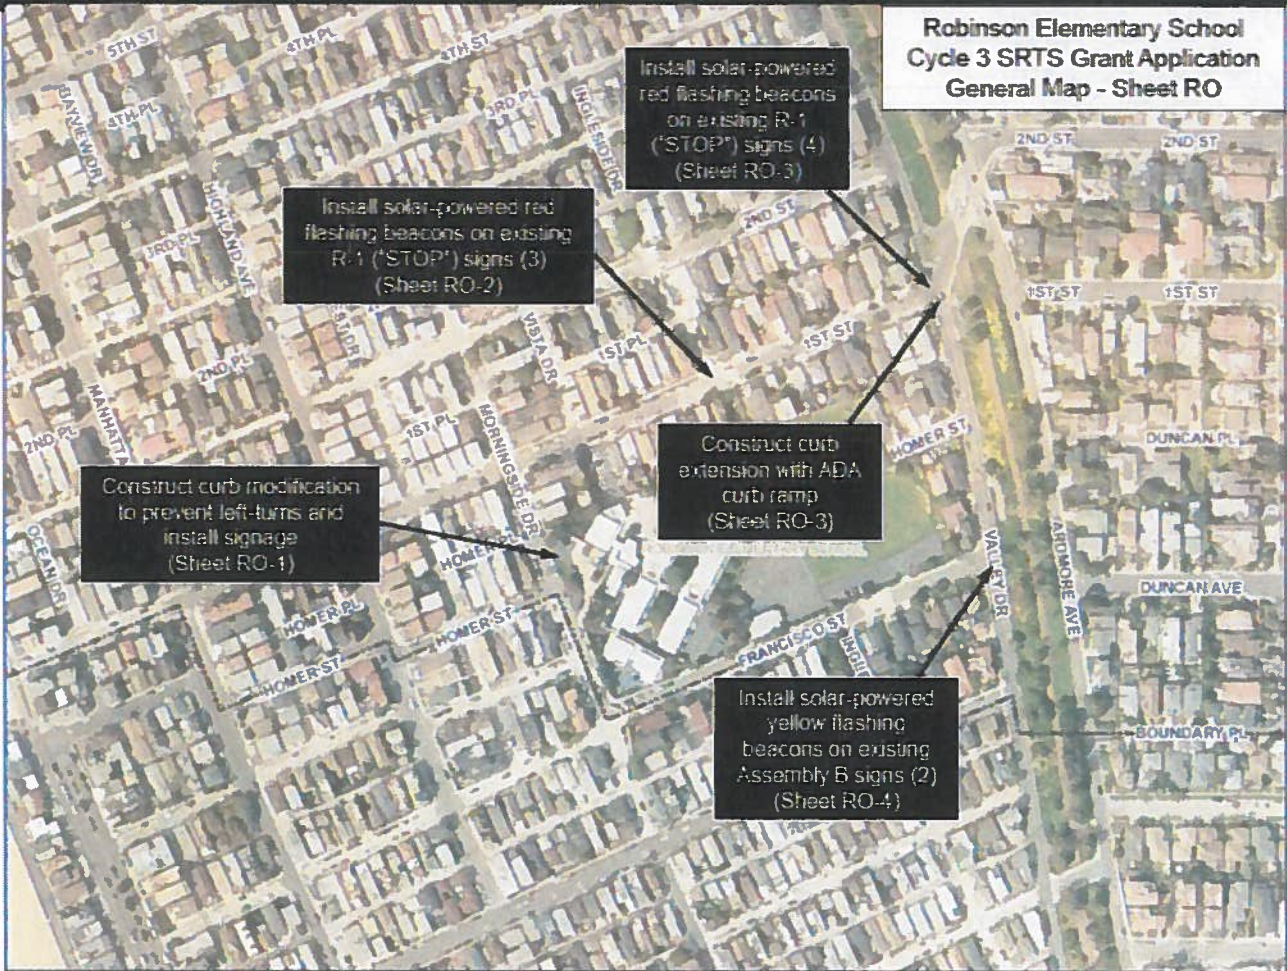 Robinson Elementary School
Cycle 3 SRTS Grant Application
General Map - Sheet RO
5TH ST
4TH PL
4TH ST
BAYVIEW DR
4TH PL
3RD PL
INGLESIDE DR
Install solar-powered
red flashing beacons
on existing R-1
("STOP") signs (4)
(Sheet RO-3)
2ND ST
2ND ST
HIGHLAND AVE
3RD PL
Install solar-powered red
flashing beacons on existing
R-1 ("STOP") signs (3)
(Sheet RO-2)
2ND ST
1ST ST
1ST ST
VISTA DR
1ST PL
1ST ST
2ND PL
MANHATTA
2ND PL
1ST PL
MORNINGSIDE DR
HOMER ST
DUNCAN PL
Construct curb
extension with ADA
curb ramp
(Sheet RO-3)
Construct curb modification
to prevent left-turns and
install signage
(Sheet RO-1)
OCEAN DR
HOMER PL
VALLEY DR
ARDMORE AVE
DUNCAN AVE
HOMER PL
HOMER ST
HOMER ST
FRANCISCO ST
Install solar-powered
yellow flashing
beacons on existing
Assembly B signs (2)
(Sheet RO-4)
BOUNDARY PL